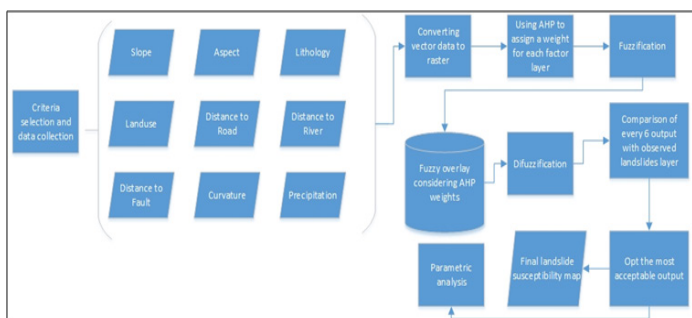 Criteria
selection and
data collection
Slope
Aspect
Lithology
Landuse
Distance to
Road
Distance to
River
Distance to
Fault
Curvature
Precipitation
Converting
vector data to
raster
Using AHP to
assign a weight
for each factor
layer
Fuzzification
Fuzzy overlay
considering AHP
weights
Difuzzification
Comparison of
every 6 output
with observed
landslides layer
Opt the most
acceptable output
Final landslide
susceptibility map
Parametric
analysis